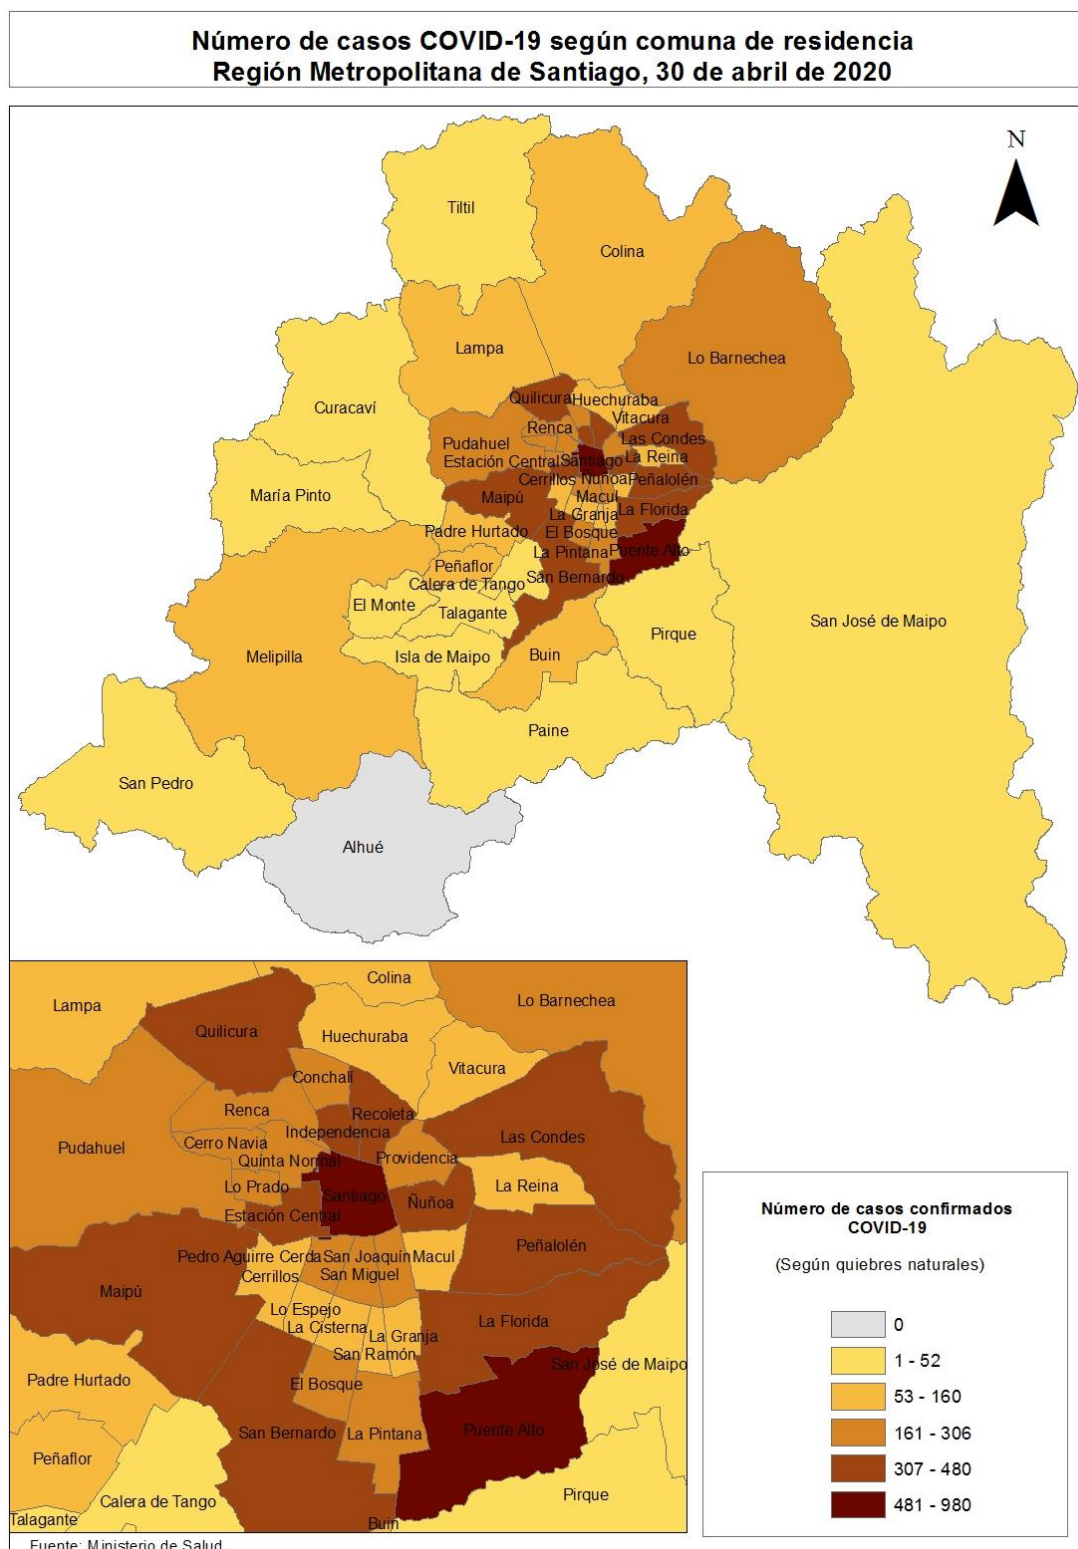 Número de casos COVID-19 según comuna de residencia
Región Metropolitana de Santiago, 30 de abril de 2020
N
Tiltil
Colina
Lampa
Lo Barnechea
Curacaví
Quilicura
Huechuraba
Vitacura
Renca
Pudahuel
Las Condes
Estación Central
Santiago
La Reina
María Pinto
Maipú
Cerrillos
Ñuñoa
Peñalolén
Macul
La Granja
La Florida
Padre Hurtado
El Bosque
La Pintana
Puente Alto
Peñaflor
Calera de Tango
San Bernardo
El Monte
Talagante
San José de Maipo
Pirque
Melipilla
Isla de Maipo
Buin
Paine
San Pedro
Alhué
Colina
Lampa
Lo Barnechea
Quilicura
Huechuraba
Vitacura
Conchalí
Renca
Recoleta
Independencia
Las Condes
Pudahuel
Cerro Navia
Quinta Normal
Providencia
Lo Prado
Santiago
La Reina
Ñuñoa
Estación Central
Peñalolén
Pedro Aguirre Cerda
San Joaquín
Macul
Cerrillos
San Miguel
Maipú
Lo Espejo
La Cisterna
La Granja
La Florida
San Ramón
San José de Maipo
Padre Hurtado
El Bosque
San Bernardo
La Pintana
Puente Alto
Peñaflor
Calera de Tango
Pirque
Talagante
Buin
Número de casos confirmados
COVID-19
(Según quiebres naturales)
0
1 - 52
53 - 160
161 - 306
307 - 480
481 - 980
Fuente: Ministerio de Salud